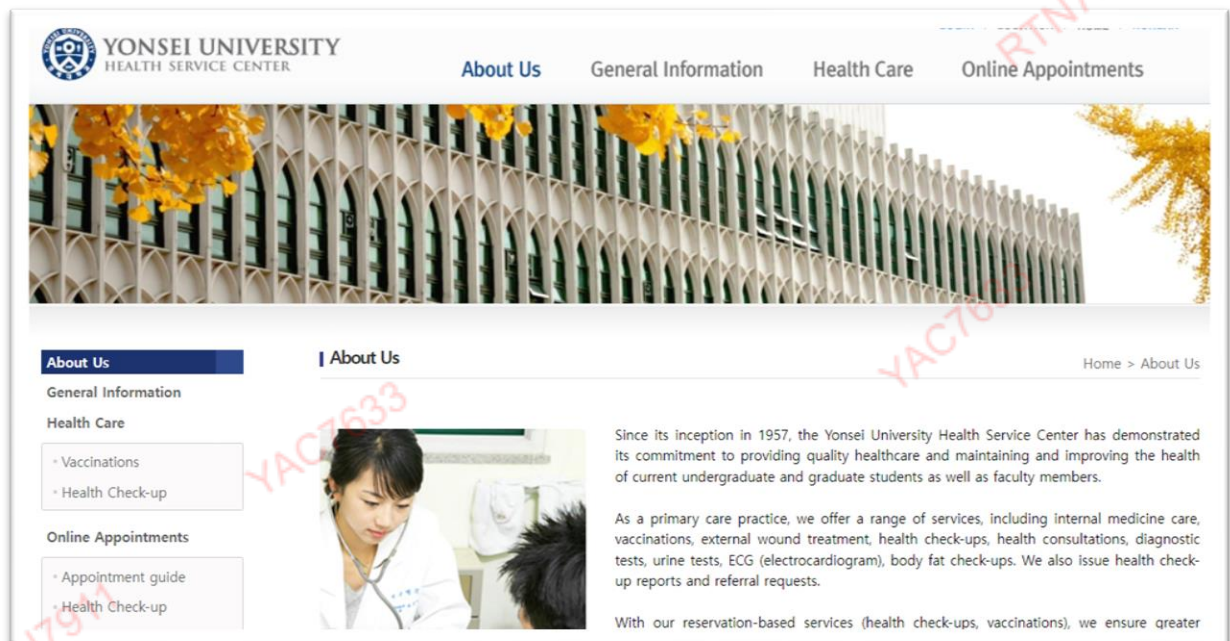 YONSEI UNIVERSITY
HEALTH SERVICE CENTER
About Us
General Information
Health Care
Online Appointments
About Us
General Information
Health Care
Vaccinations
Health Check-up
Online Appointments
Appointment guide
Health Check-up
About Us
Home > About Us
Since its inception in 1957, the Yonsei University Health Service Center has demonstrated
its commitment to providing quality healthcare and maintaining and improving the health
of current undergraduate and graduate students as well as faculty members.
As a primary care practice, we offer a range of services, including internal medicine care,
vaccinations, external wound treatment, health check-ups, health consultations, diagnostic
tests, urine tests, ECG (electrocardiogram), body fat check-ups. We also issue health check-
up reports and referral requests.
With our reservation-based services (health check-ups, vaccinations), we ensure greater
YAC7633
YAC7633